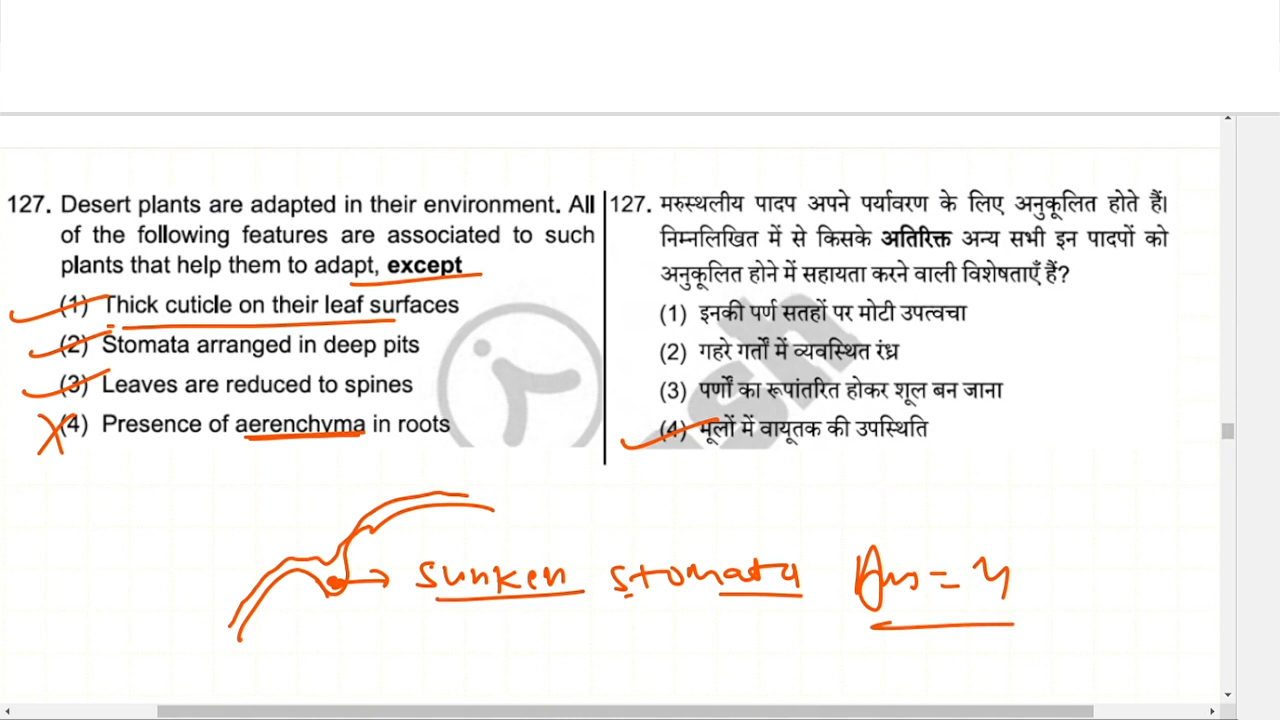 127. Desert plants are adapted in their environment. All
of the following features are associated to such
plants that help them to adapt, except
(1) Thick cuticle on their leaf surfaces
(2) Stomata arranged in deep pits
(3) Leaves are reduced to spines
(4) Presence of aerenchyma in roots
127. मरुस्थलीय पादप अपने पर्यावरण के लिए अनुकूलित होते हैं।
निम्नलिखित में से किसके अतिरिक्त अन्य सभी इन पादपों को
अनुकूलित होने में सहायता करने वाली विशेषताएँ हैं?
(1) इनकी पर्ण सतहों पर मोटी उपत्वचा
(2) गहरे गर्तों में व्यवस्थित रंध्र
(3) पर्णों का रूपांतरित होकर शूल बन जाना
(4) मूलों में वायूतक की उपस्थिति
sunken stomata Ans = 4